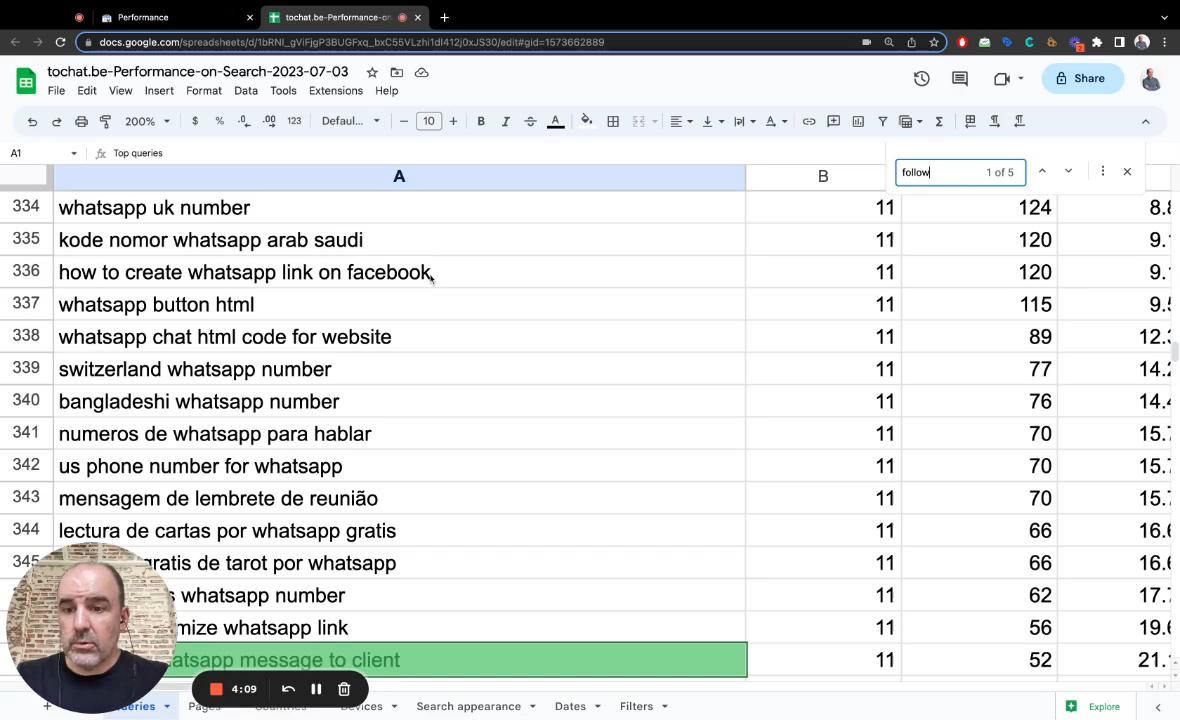 Performance
tochat.be-Performance-on
docs.google.com/spreadsheets/d/1bRNI_gViFjgP3BUGFxq_bxC55VLzhi1dI412j0xJS30/edit#gid=1573662889
tochat.be-Performance-on-Search-2023-07-03
File Edit View Insert Format Data Tools Extensions Help
Share
200% $ % .0 .00 123 Defaul... 10 B I A
A1 Top queries
follow 1 of 5
A B
334 whatsapp uk number 11 124
335 kode nomor whatsapp arab saudi 11 120
336 how to create whatsapp link on facebook 11 120
337 whatsapp button html 11 115
338 whatsapp chat html code for website 11 89
339 switzerland whatsapp number 11 77
340 bangladeshi whatsapp number 11 76
341 numeros de whatsapp para hablar 11 70
342 us phone number for whatsapp 11 70
343 mensagem de lembrete de reunião 11 70
344 lectura de cartas por whatsapp gratis 11 66
345 gratis de tarot por whatsapp 11 66
whatsapp number 11 62
whatsapp link 11 56
message to client 11 52
4:09
Pages Countries Devices Search appearance Dates Filters Explore